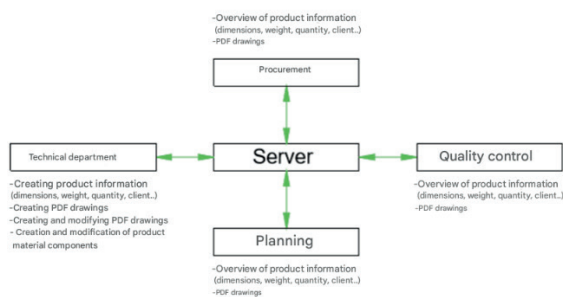 -Overview of product information
(dimensions, weight, quantity, client..)
-PDF drawings
Procurement
Technical department
Server
Quality control
-Creating product information
(dimensions, weight, quantity, client..)
-Creating PDF drawings
-Creating and modifying PDF drawings
- Creation and modification of product
material components
-Overview of product information
(dimensions, weight, quantity, client..)
-PDF drawings
Planning
-Overview of product information
(dimensions, weight, quantity, client..)
-PDF drawings